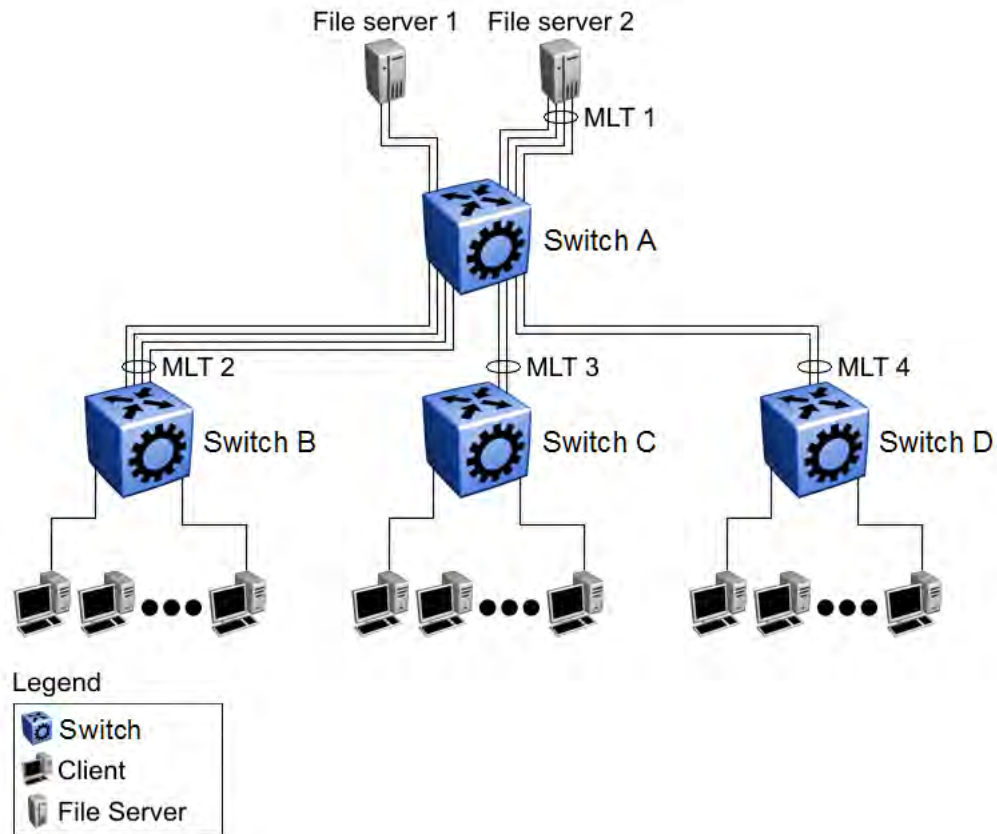 File server 1
File server 2
MLT 1
Switch A
MLT 2
MLT 3
MLT 4
Switch B
Switch C
Switch D
Legend
Switch
Client
File Server